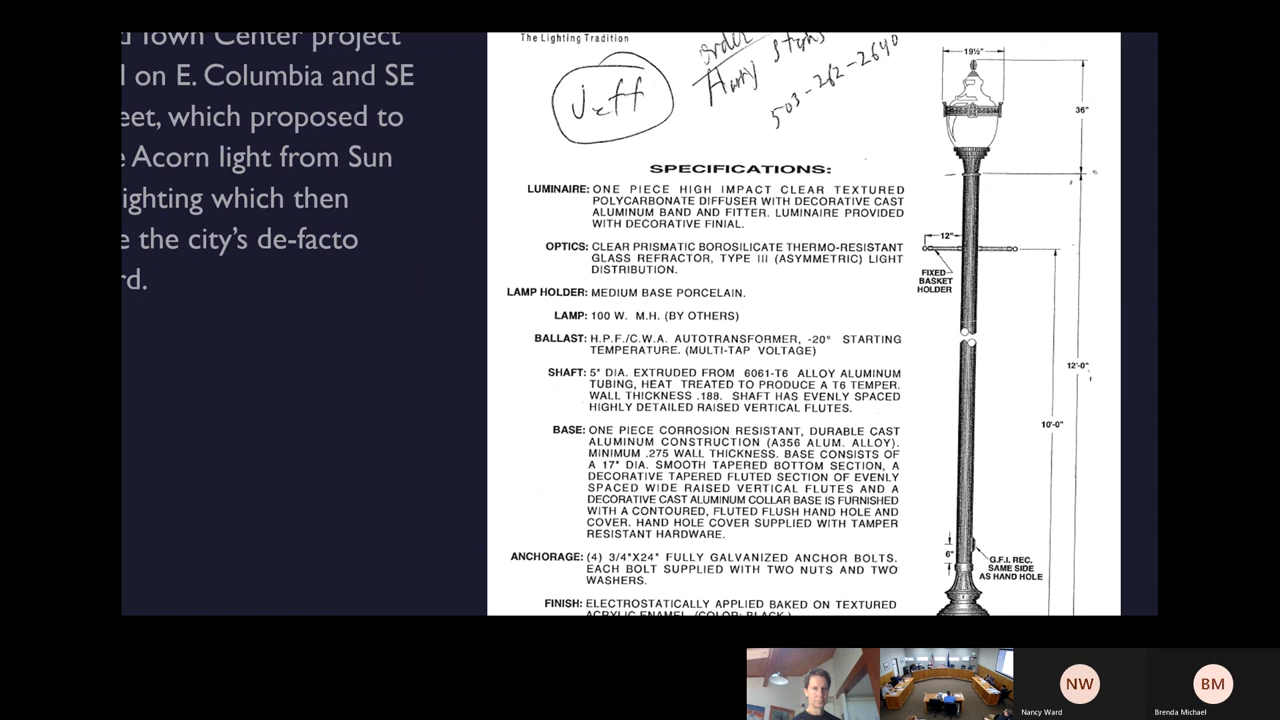 d Town Center project
l on E. Columbia and SE
eet, which proposed to
e Acorn light from Sun
ighting which then
e the city's de-facto
rd.
The Lighting Tradition
Jeff
order
Harry
503-262-2640
SPECIFICATIONS:
LUMINAIRE: ONE PIECE HIGH IMPACT CLEAR TEXTURED
POLYCARBONATE DIFFUSER WITH DECORATIVE CAST
ALUMINUM BAND AND FITTER. LUMINAIRE PROVIDED
WITH DECORATIVE FINIAL.
OPTICS: CLEAR PRISMATIC BOROSILICATE THERMO-RESISTANT
GLASS REFRACTOR, TYPE III (ASYMMETRIC) LIGHT
DISTRIBUTION.
LAMP HOLDER: MEDIUM BASE PORCELAIN.
LAMP: 100 W. M.H. (BY OTHERS)
BALLAST: H.P.F./C.W.A. AUTOTRANSFORMER, -20° STARTING
TEMPERATURE. (MULTI-TAP VOLTAGE)
SHAFT: 5" DIA. EXTRUDED FROM 6061-T6 ALLOY ALUMINUM
TUBING, HEAT TREATED TO PRODUCE A T6 TEMPER.
WALL THICKNESS .188. SHAFT HAS EVENLY SPACED
HIGHLY DETAILED RAISED VERTICAL FLUTES.
BASE: ONE PIECE CORROSION RESISTANT, DURABLE CAST
ALUMINUM CONSTRUCTION (A356 ALUM. ALLOY).
MINIMUM .275 WALL THICKNESS. BASE CONSISTS OF
A 17" DIA. SMOOTH TAPERED BOTTOM SECTION, A
DECORATIVE TAPERED FLUTED SECTION OF EVENLY
SPACED WIDE RAISED VERTICAL FLUTES AND A
DECORATIVE CAST ALUMINUM COLLAR BASE IS FURNISHED
WITH A CONTOURED, FLUTED FLUSH HAND HOLE AND
COVER. HAND HOLE COVER SUPPLIED WITH TAMPER
RESISTANT HARDWARE.
ANCHORAGE: (4) 3/4"X24" FULLY GALVANIZED ANCHOR BOLTS.
EACH BOLT SUPPLIED WITH TWO NUTS AND TWO
WASHERS.
FINISH: ELECTROSTATICALLY APPLIED BAKED ON TEXTURED
ACRYLIC ENAMEL. (COLOR: BLACK)
19½"
36"
12"
FIXED
BASKET
HOLDER
12'-0"
10'-0"
6"
G.F.I. REC.
SAME SIDE
AS HAND HOLE
NW
Nancy Ward
BM
Brenda Michael